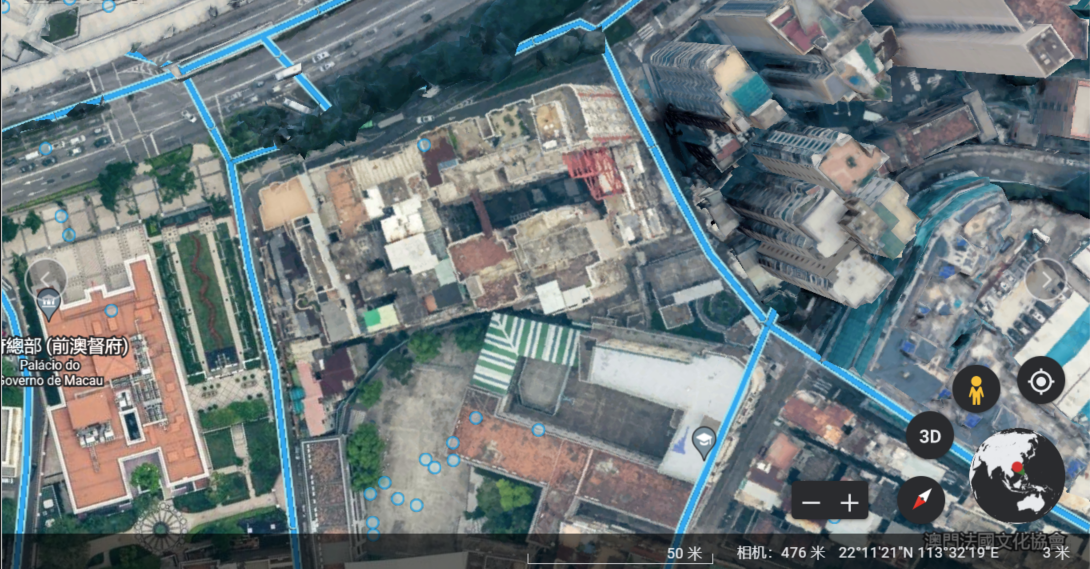 總部 (前澳督府)
Palácio do
Governo de Macau
3D
50 米
相机: 476 米
22°11'21"N 113°32'19"E
3 米
澳門法國文化協會